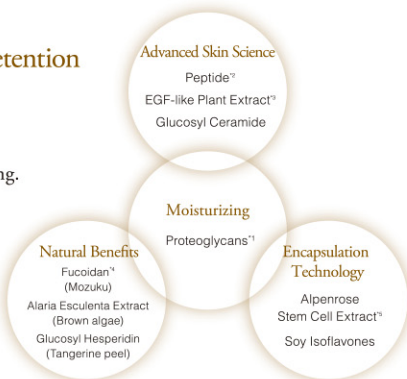 etention
ng.
Advanced Skin Science
Peptide*2
EGF-like Plant Extract*3
Glucosyl Ceramide
Moisturizing
Proteoglycans*1
Natural Benefits
Fucoidan*4
(Mozuku)
Alaria Esculenta Extract
(Brown algae)
Glucosyl Hesperidin
(Tangerine peel)
Encapsulation
Technology
Alpenrose
Stem Cell Extract*5
Soy Isoflavones